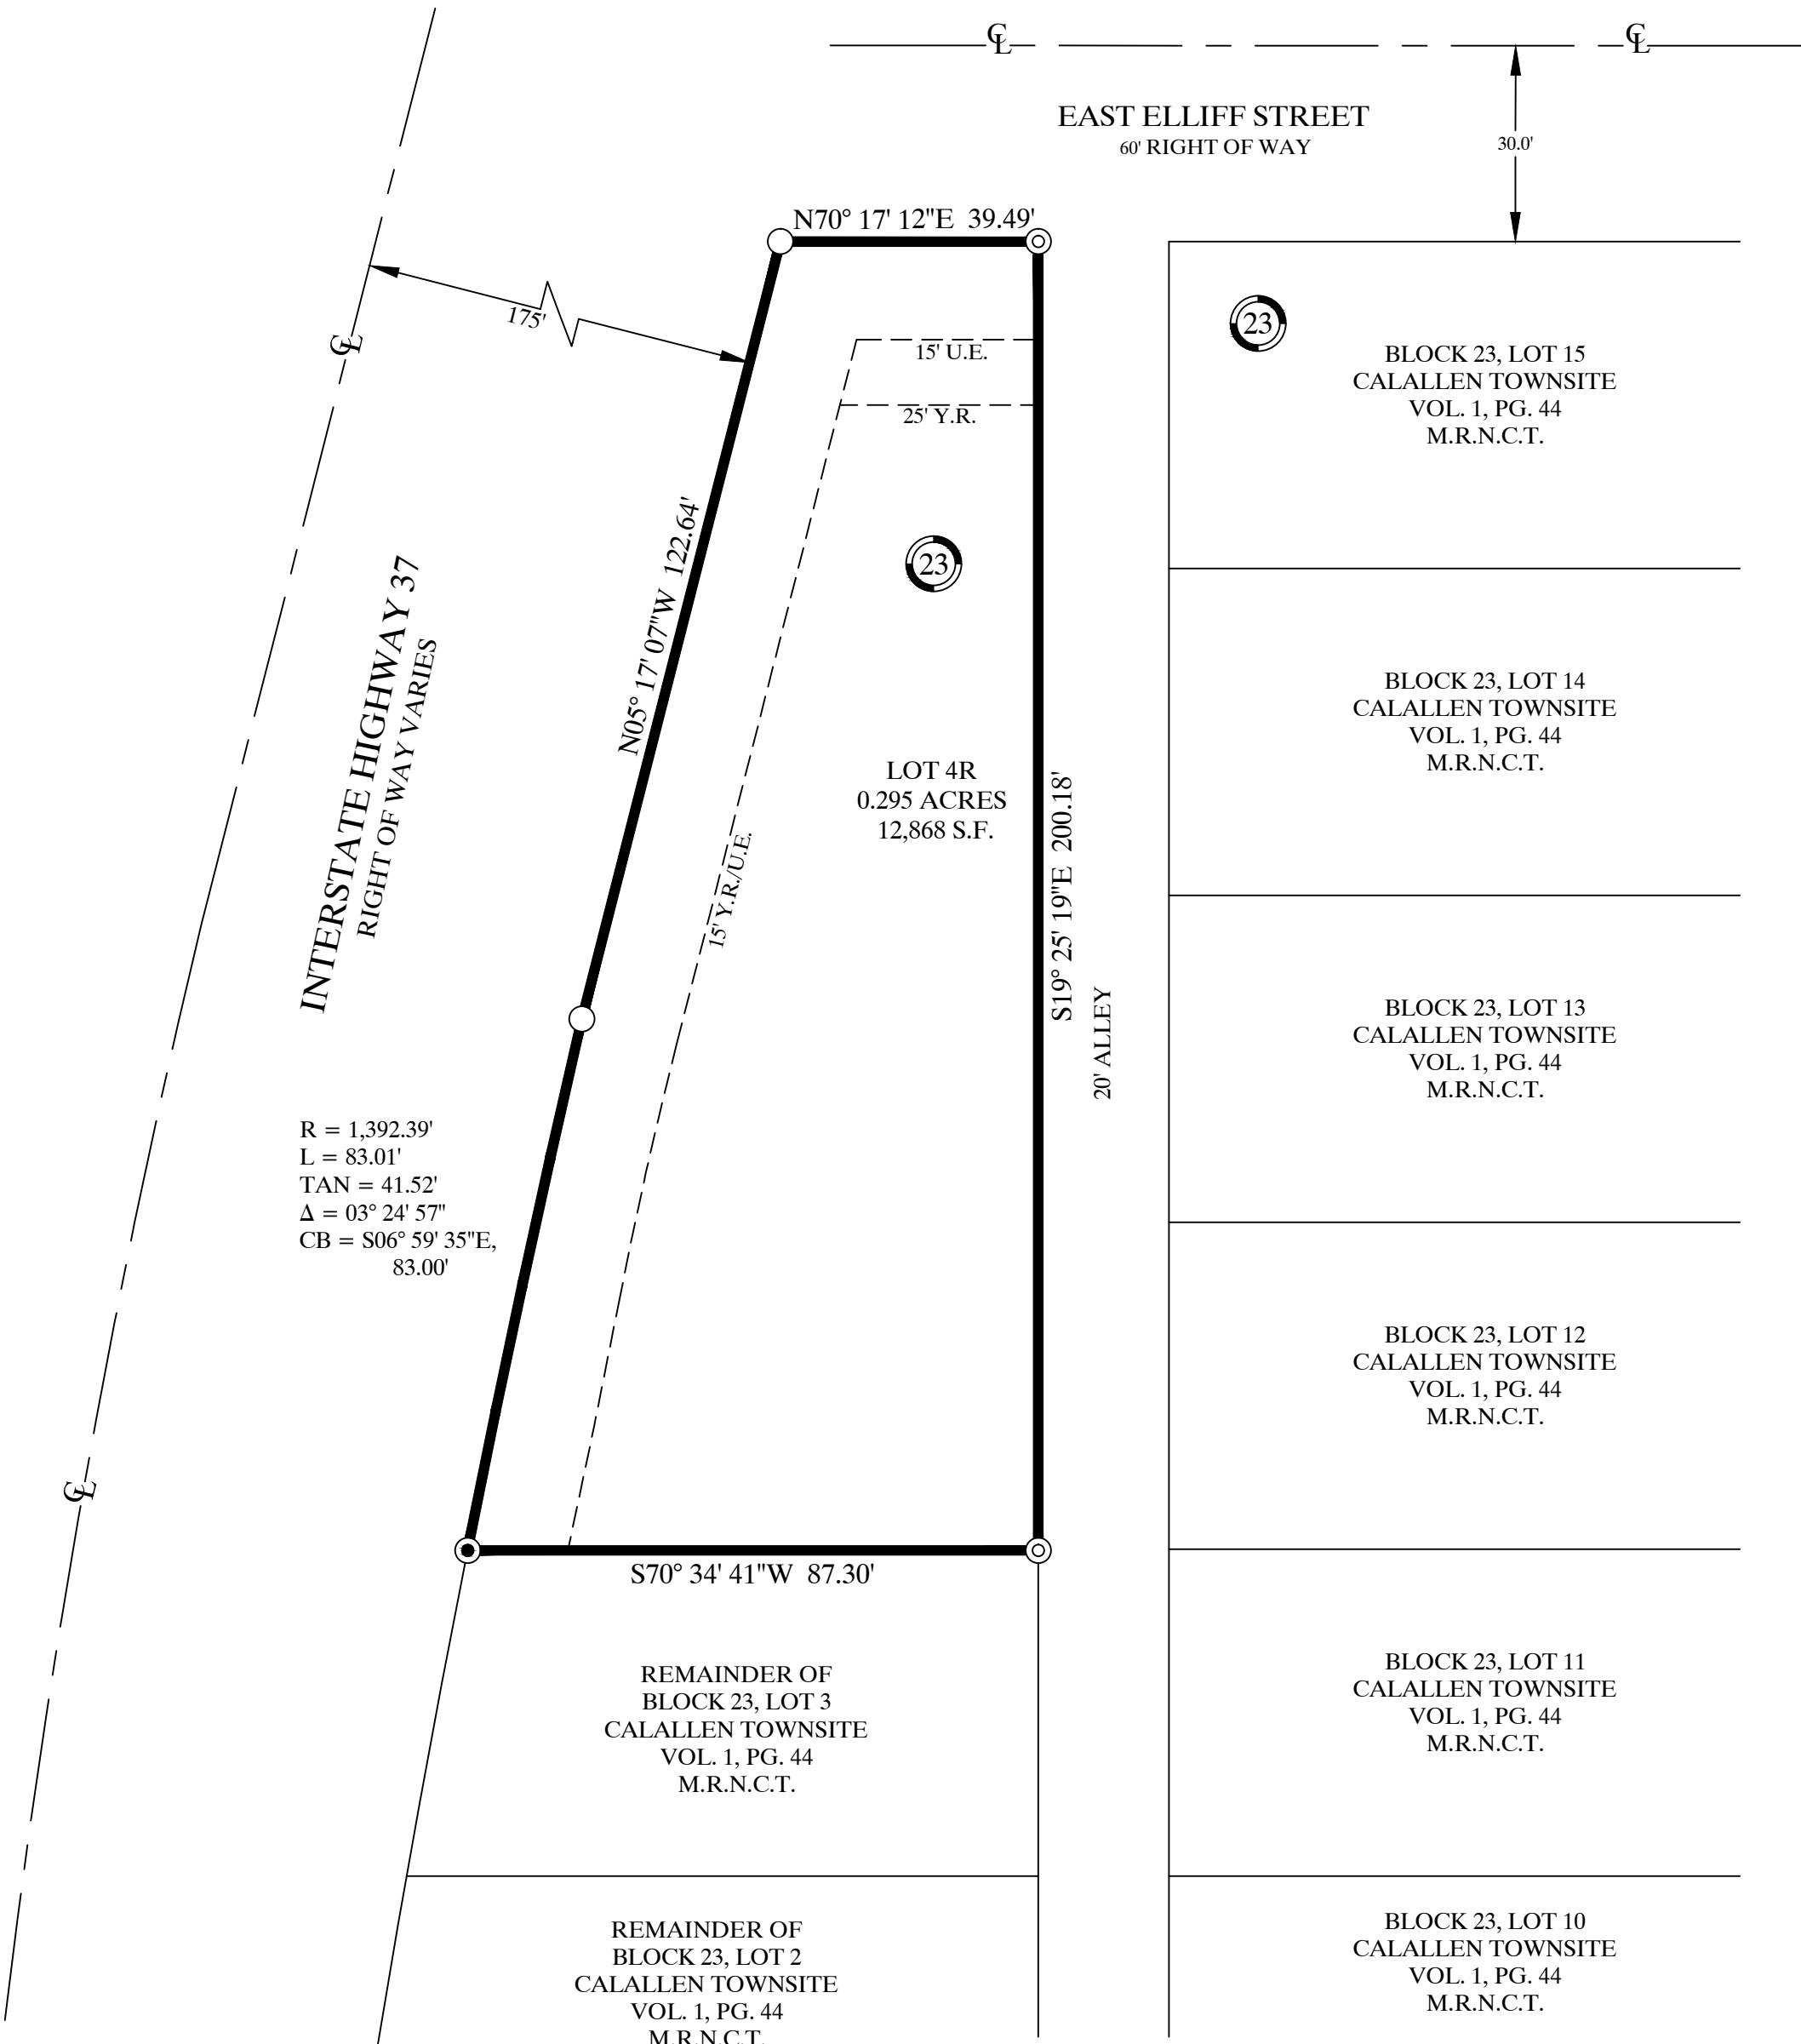 ℄
℄
EAST ELLIFF STREET
60' RIGHT OF WAY
30.0'
N70° 17' 12"E 39.49'
175'
℄
15' U.E.
25' Y.R.
23
23
N05° 17' 07"W 122.64'
INTERSTATE HIGHWAY 37
RIGHT OF WAY VARIES
LOT 4R
0.295 ACRES
12,868 S.F.
15' Y.R./U.E.
S19° 25' 19"E 200.18'
20' ALLEY
R = 1,392.39'
L = 83.01'
TAN = 41.52'
Δ = 03° 24' 57"
CB = S06° 59' 35"E,
83.00'
℄
S70° 34' 41"W 87.30'
BLOCK 23, LOT 15
CALALLEN TOWNSITE
VOL. 1, PG. 44
M.R.N.C.T.
BLOCK 23, LOT 14
CALALLEN TOWNSITE
VOL. 1, PG. 44
M.R.N.C.T.
BLOCK 23, LOT 13
CALALLEN TOWNSITE
VOL. 1, PG. 44
M.R.N.C.T.
BLOCK 23, LOT 12
CALALLEN TOWNSITE
VOL. 1, PG. 44
M.R.N.C.T.
BLOCK 23, LOT 11
CALALLEN TOWNSITE
VOL. 1, PG. 44
M.R.N.C.T.
BLOCK 23, LOT 10
CALALLEN TOWNSITE
VOL. 1, PG. 44
M.R.N.C.T.
REMAINDER OF
BLOCK 23, LOT 3
CALALLEN TOWNSITE
VOL. 1, PG. 44
M.R.N.C.T.
REMAINDER OF
BLOCK 23, LOT 2
CALALLEN TOWNSITE
VOL. 1, PG. 44
M.R.N.C.T.